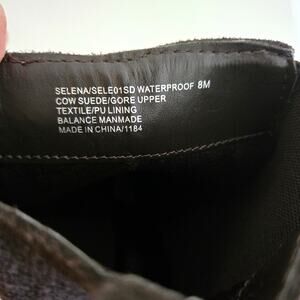 SELENA/SELE01SD WATERPROOF 8M
COW SUEDE/GORE UPPER
TEXTILE/PU LINING
BALANCE MANMADE
MADE IN CHINA/1184